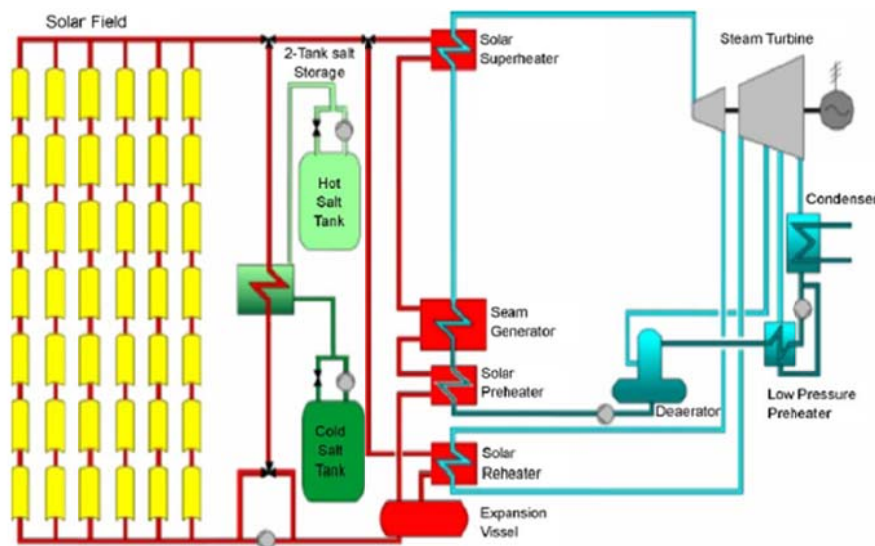 Solar Field
2-Tank salt
Storage
Solar
Superheater
Steam Turbine
Hot
Salt
Tank
Condenser
Seam
Generator
Solar
Preheater
Deaerator
Low Pressure
Preheater
Cold
Salt
Tank
Solar
Reheater
Expansion
Vissel